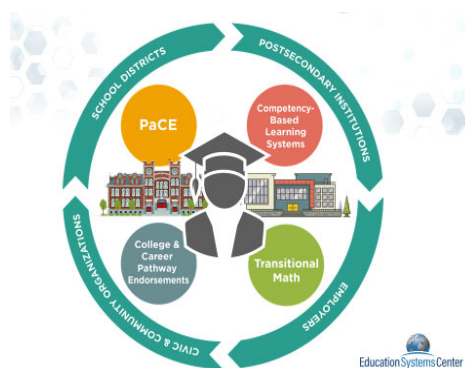 SCHOOL DISTRICTS
POSTSECONDARY INSTITUTIONS
PaCE
Competency-
Based
Learning
Systems
College &
Career
Pathway
Endorsements
Transitional
Math
CIVIC & COMMUNITY ORGANIZATIONS
EMPLOYERS
Education Systems Center